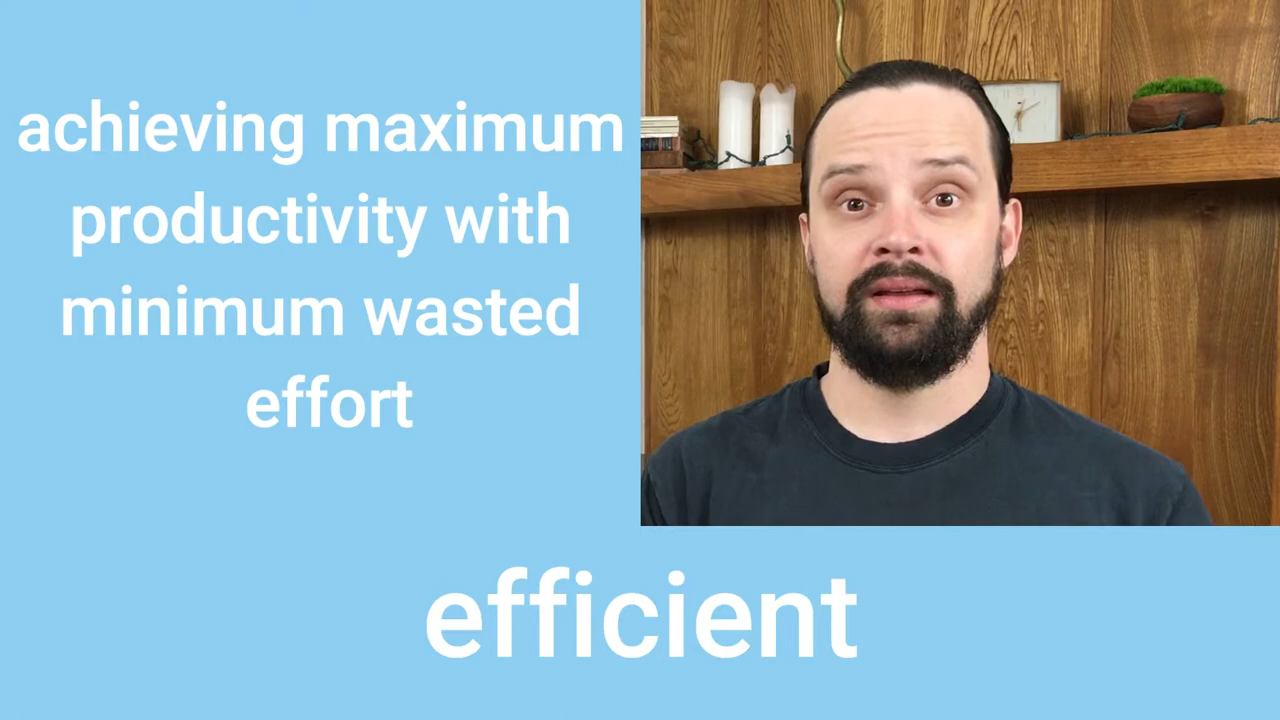 achieving maximum
productivity with
minimum wasted
effort
efficient